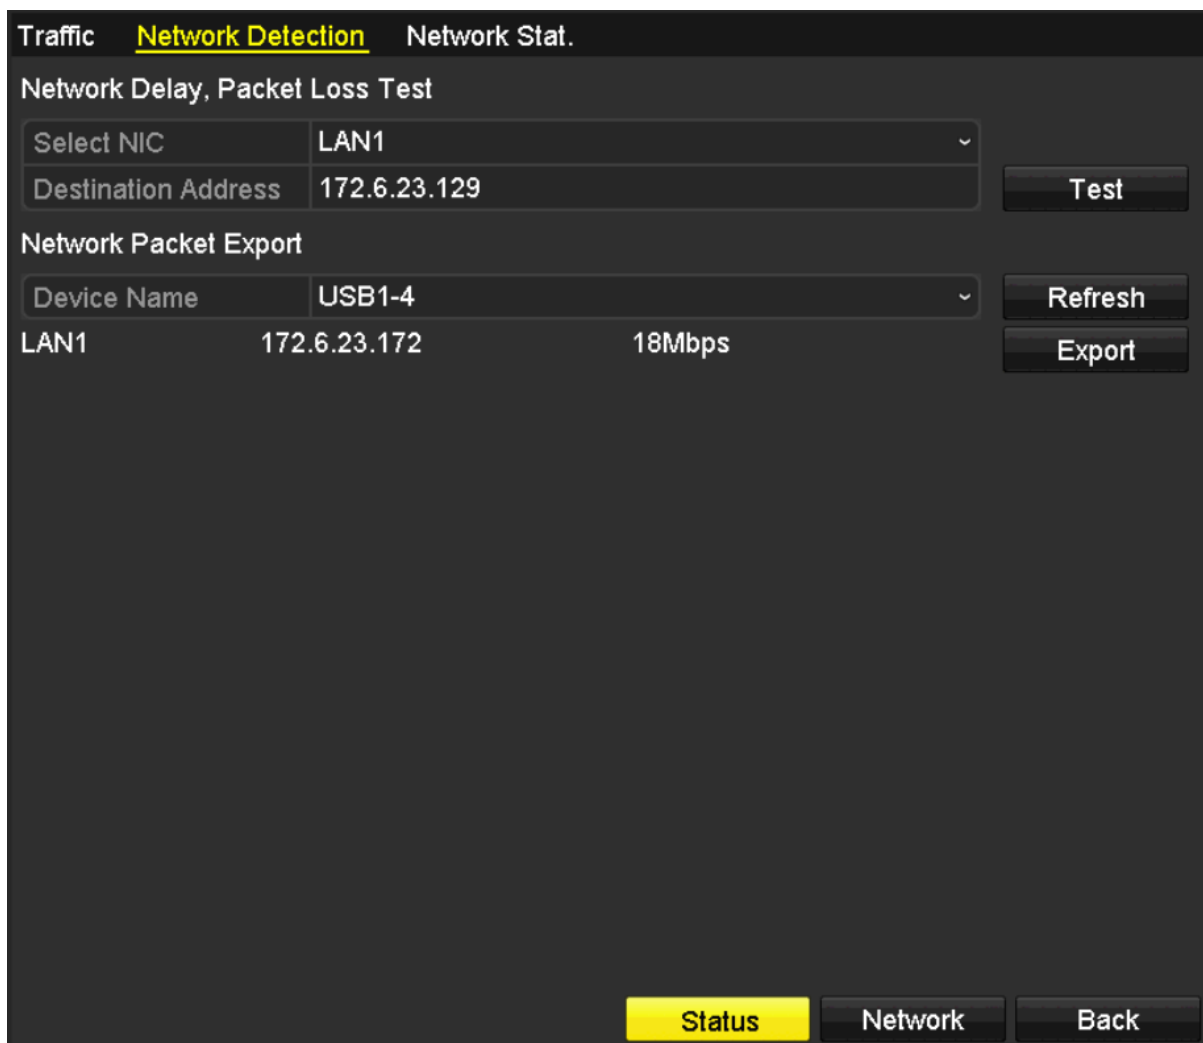 Traffic Network Detection Network Stat.
Network Delay, Packet Loss Test
Select NIC LAN1
Destination Address 172.6.23.129 Test
Network Packet Export
Device Name USB1-4 Refresh
LAN1 172.6.23.172 18Mbps Export
Status Network Back